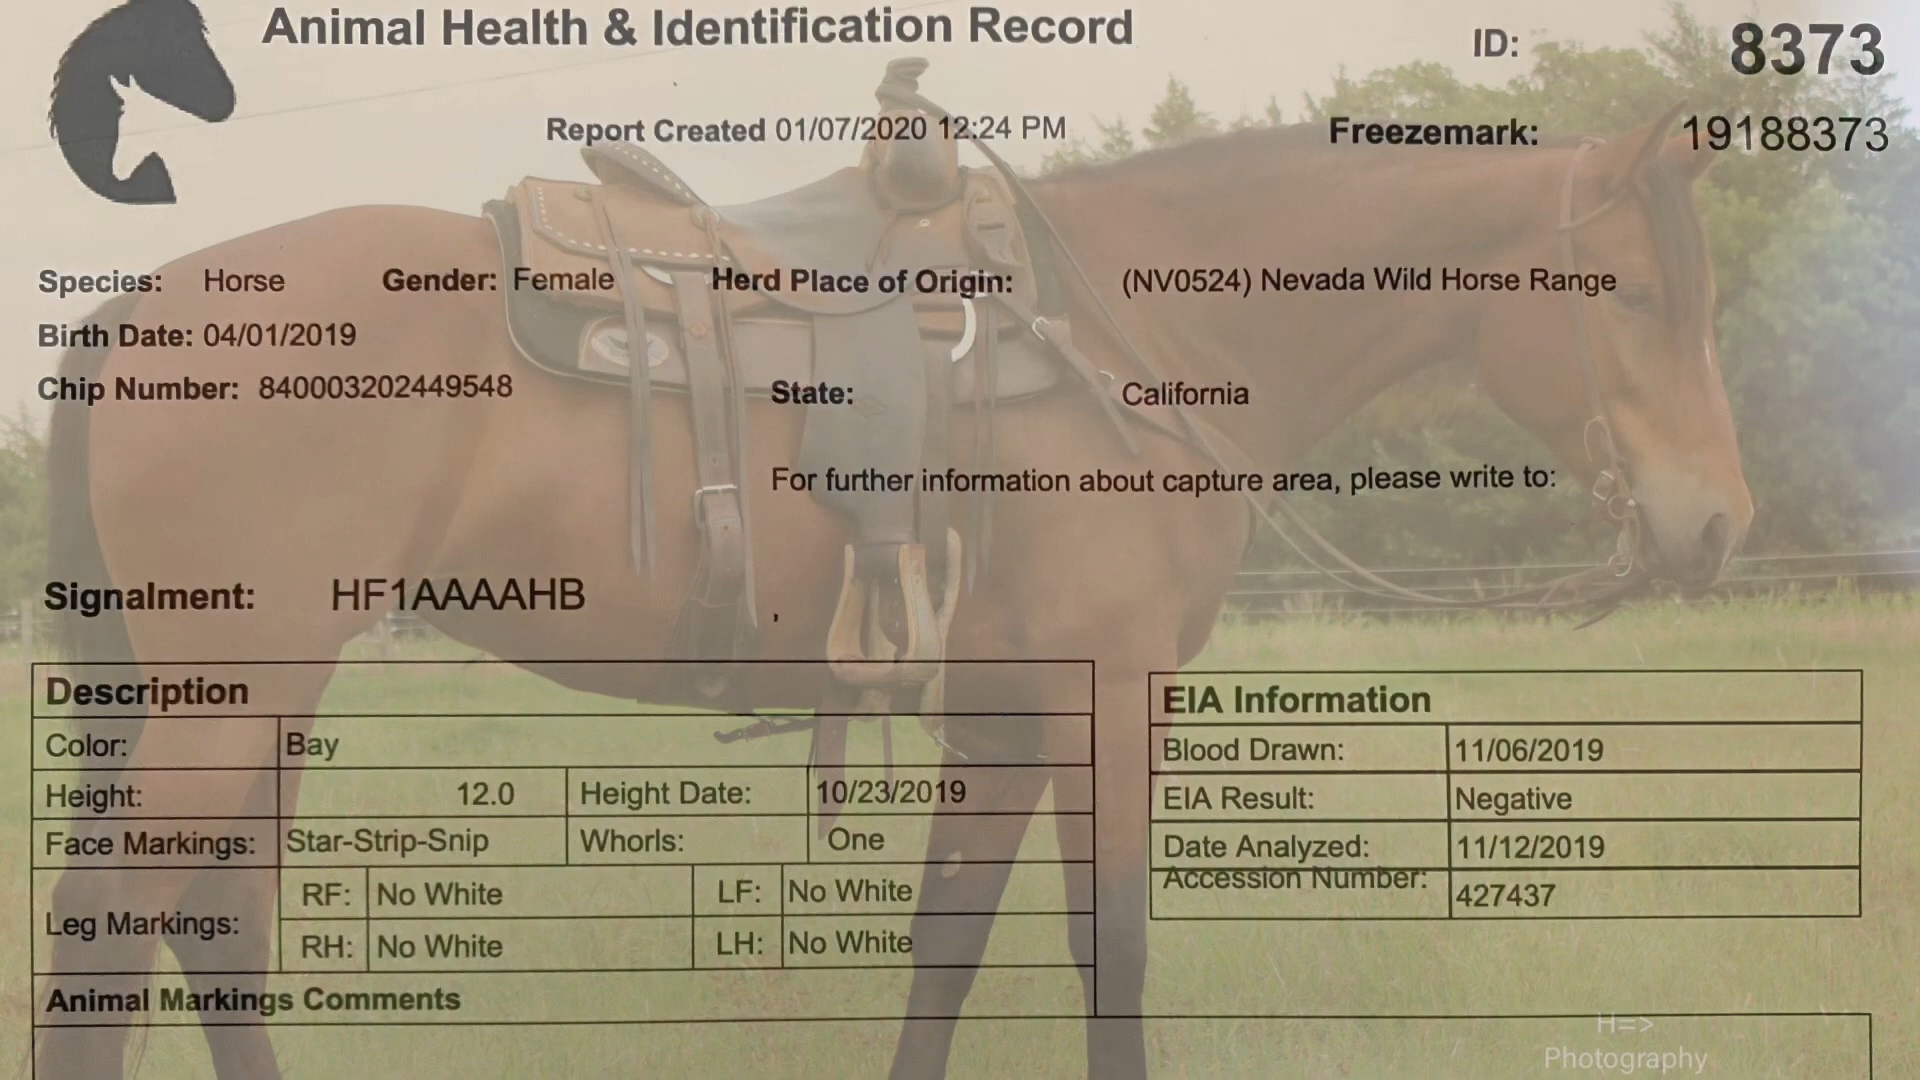 Animal Health & Identification Record
ID: 8373
Report Created 01/07/2020 12:24 PM
Freezemark: 19188373
Species: Horse Gender: Female Herd Place of Origin: (NV0524) Nevada Wild Horse Range
Birth Date: 04/01/2019
Chip Number: 840003202449548 State: California
For further information about capture area, please write to:
Signalment: HF1AAAAHB ,
Description
Color: Bay
Height: 12.0 Height Date: 10/23/2019
Face Markings: Star-Strip-Snip Whorls: One
Leg Markings: RF: No White LF: No White
RH: No White LH: No White
Animal Markings Comments
EIA Information
Blood Drawn: 11/06/2019
EIA Result: Negative
Date Analyzed: 11/12/2019
Accession Number: 427437
H=>
Photography